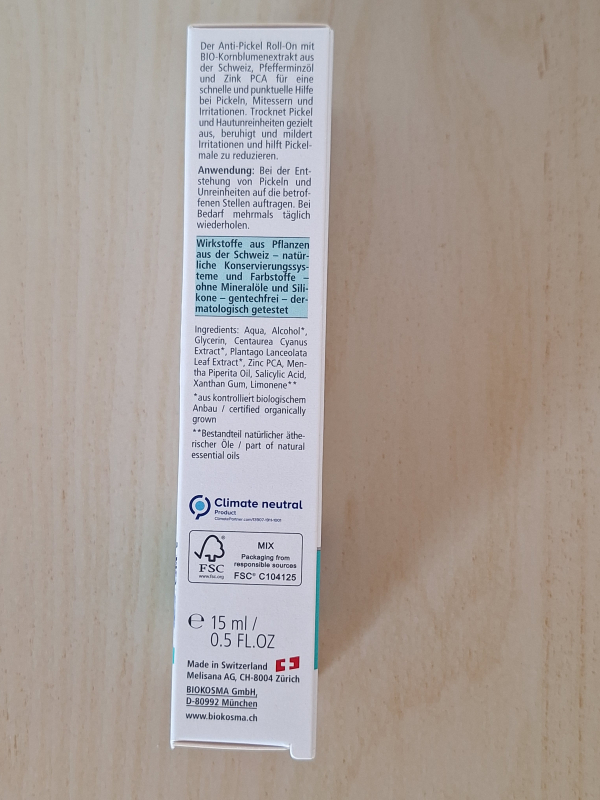 Der Anti-Pickel Roll-On mit
BIO-Kornblumenextrakt aus
der Schweiz, Pfefferminzöl
und Zink PCA für eine
schnelle und punktuelle Hilfe
bei Pickeln, Mitessern und
Irritationen. Trocknet Pickel
und Hautunreinheiten gezielt
aus, beruhigt und mildert
Irritationen und hilft Pickel-
male zu reduzieren.
Anwendung: Bei der Ent-
stehung von Pickeln und
Unreinheiten auf die betrof-
fenen Stellen auftragen. Bei
Bedarf mehrmals täglich
wiederholen.
Wirkstoffe aus Pflanzen
aus der Schweiz – natür-
liche Konservierungssys-
teme und Farbstoffe –
ohne Mineralöle und Sili-
kone – gentechfrei – der-
matologisch getestet
Ingredients: Aqua, Alcohol*,
Glycerin, Centaurea Cyanus
Extract*, Plantago Lanceolata
Leaf Extract*, Zinc PCA, Men-
tha Piperita Oil, Salicylic Acid,
Xanthan Gum, Limonene**
*aus kontrolliert biologischem
Anbau / certified organically
grown
**Bestandteil natürlicher äthe-
rischer Öle / part of natural
essential oils
Climate neutral
Product
FSC
www.fsc.org
MIX
Packaging from
responsible sources
FSC® C104125
e 15 ml /
0.5 FL.OZ
Made in Switzerland
Melisana AG, CH-8004 Zürich
BIOKOSMA GmbH,
D-80992 München
www.biokosma.ch